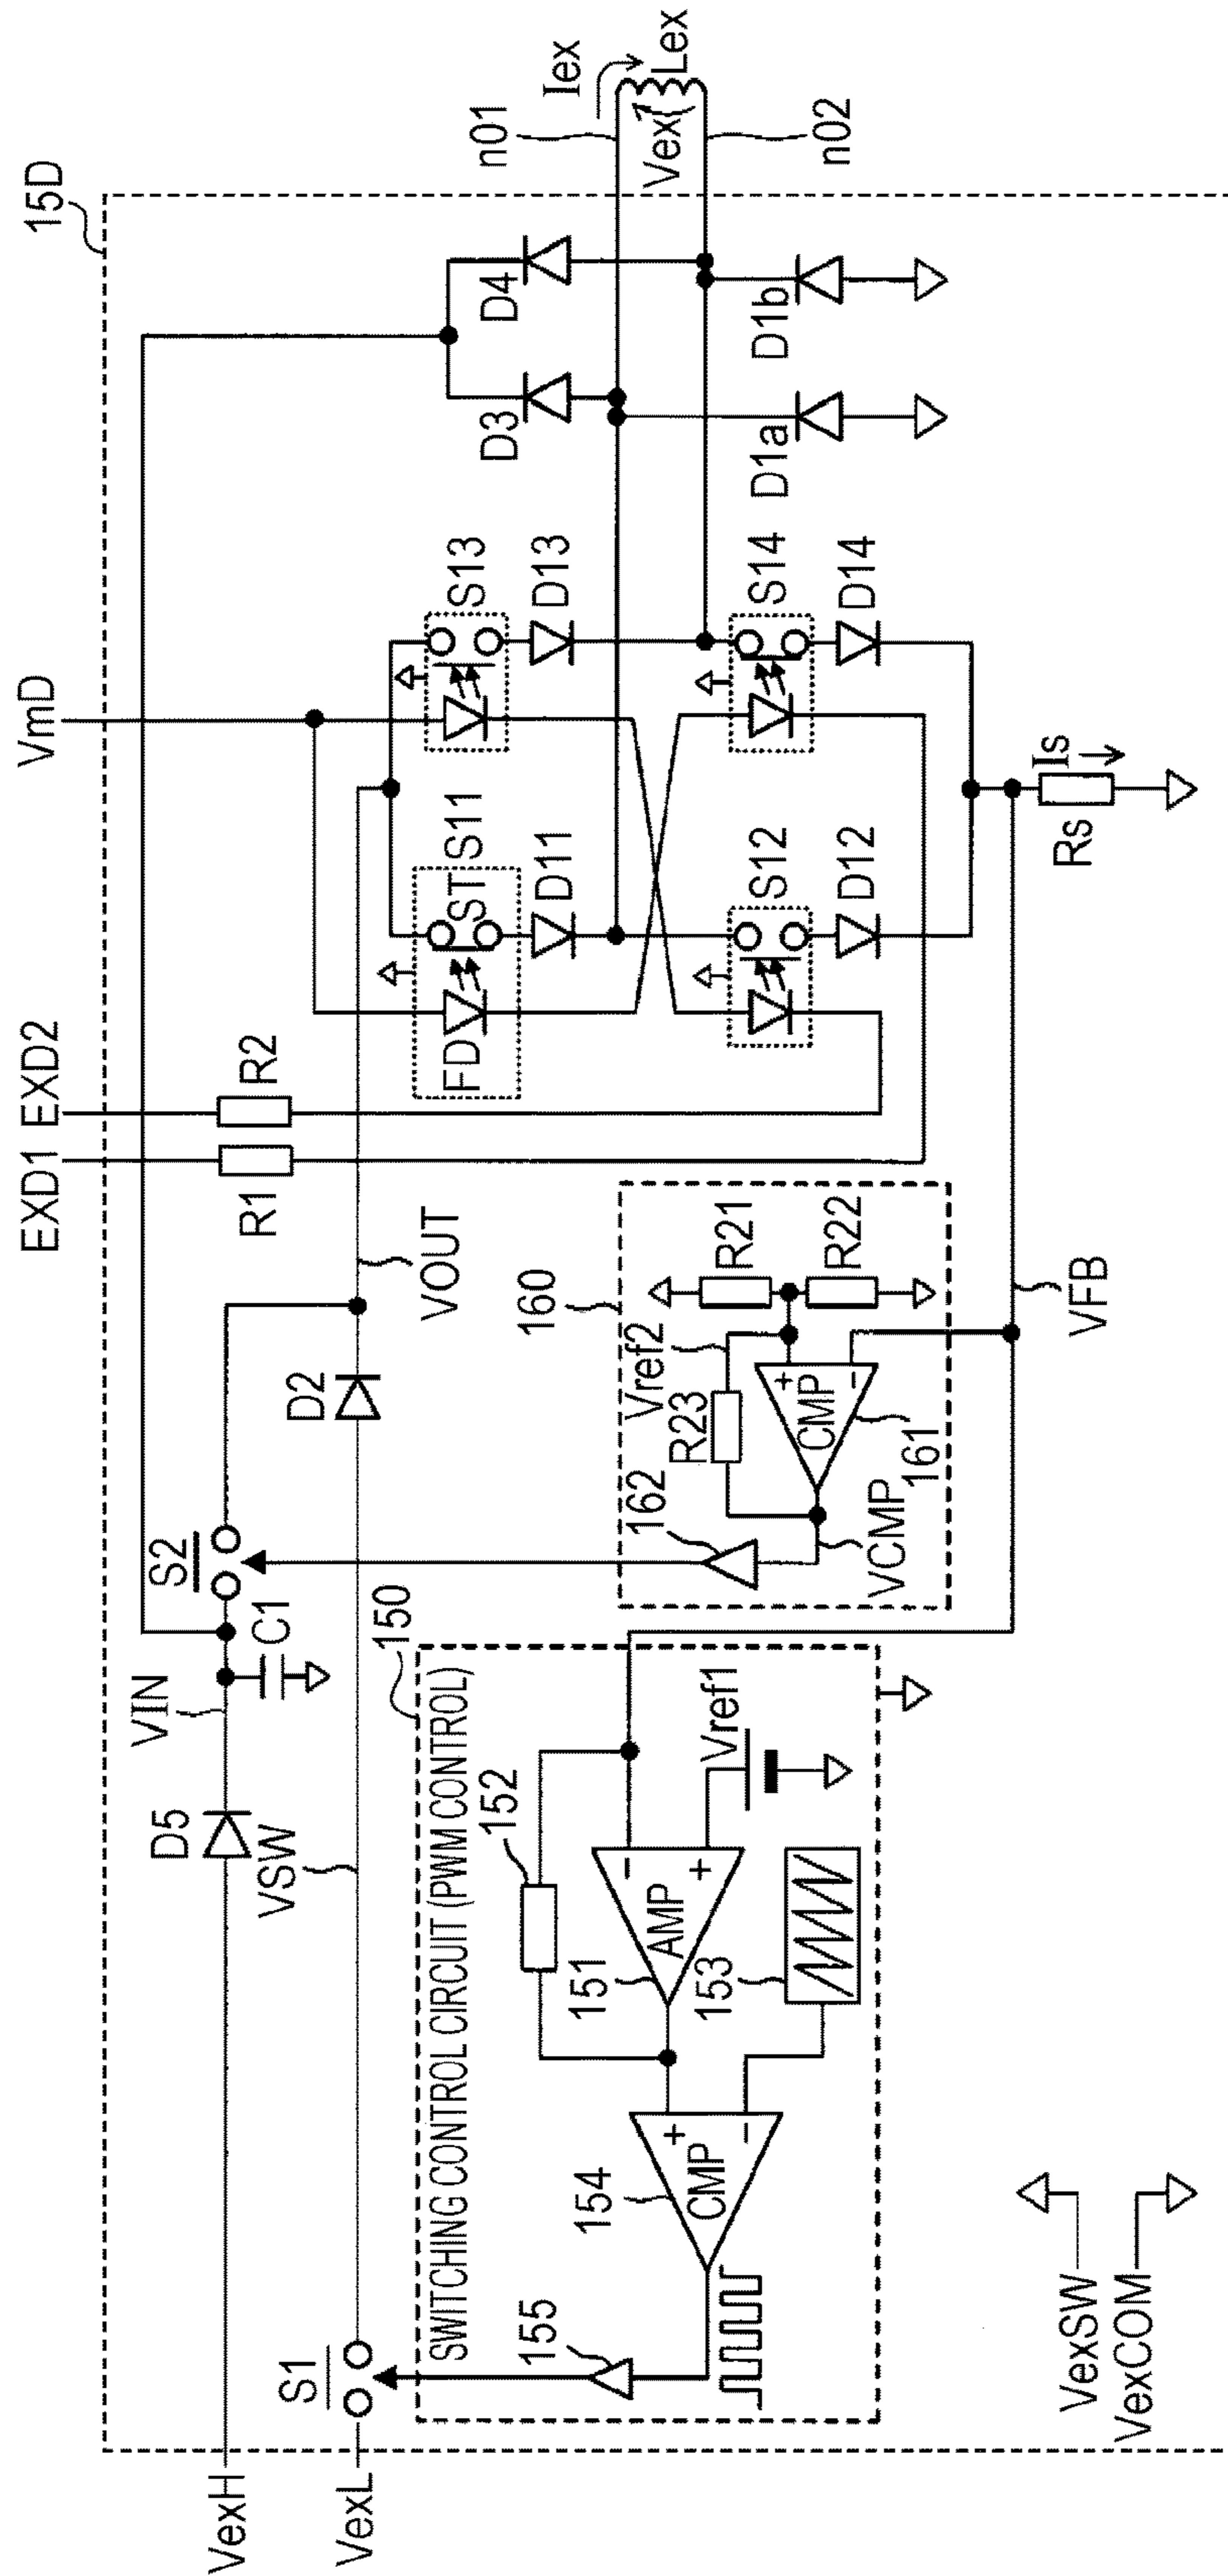 15D
EXD1
EXD2
VmD
Iex
n01
Lex
Vex
n02
VexH
VexL
D5
VIN
VSW
C1
S2
S1
D2
VOUT
R1
R2
FD
ST
S11
D11
S13
D13
D3
D4
S12
D12
S14
D14
D1a
D1b
Rs
Is
VFB
150
SWITCHING CONTROL CIRCUIT (PWM CONTROL)
155
154
CMP
+
−
151
AMP
−
+
152
153
Vref1
160
162
VCMP
161
CMP
+
−
R23
Vref2
R21
R22
VexSW
VexCOM